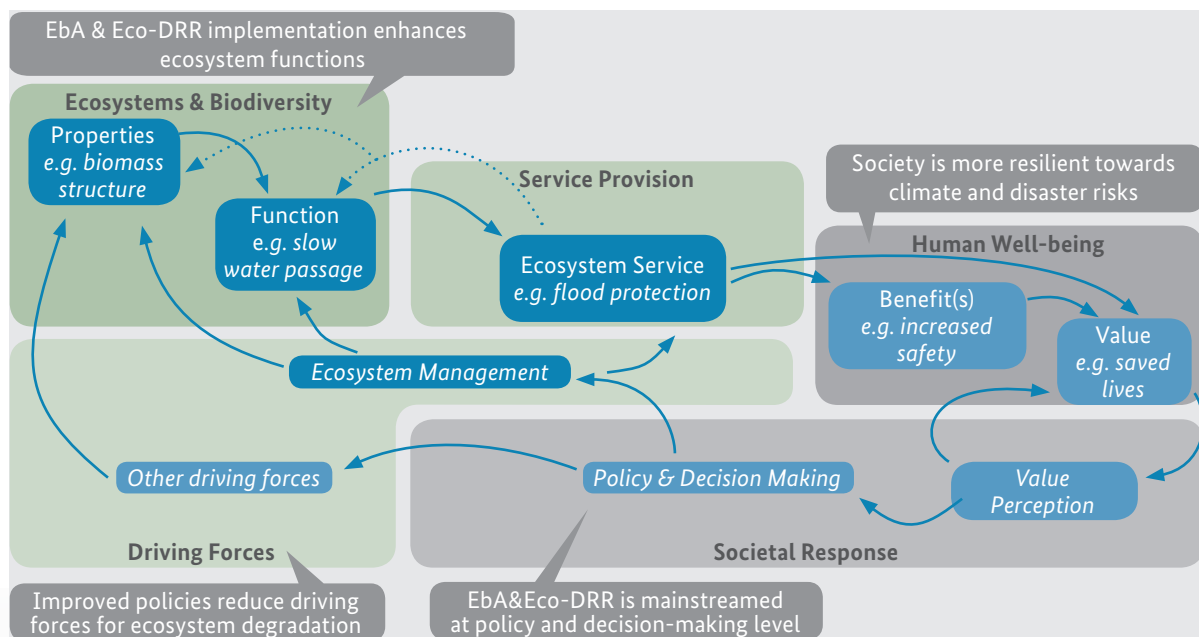 EbA & Eco-DRR implementation enhances
ecosystem functions
Ecosystems & Biodiversity
Properties
e.g. biomass
structure
Function
e.g. slow
water passage
Service Provision
Ecosystem Service
e.g. flood protection
Society is more resilient towards
climate and disaster risks
Human Well-being
Benefit(s)
e.g. increased
safety
Value
e.g. saved
lives
Ecosystem Management
Other driving forces
Policy & Decision Making
Value
Perception
Driving Forces
Societal Response
Improved policies reduce driving
forces for ecosystem degradation
EbA&Eco-DRR is mainstreamed
at policy and decision-making level